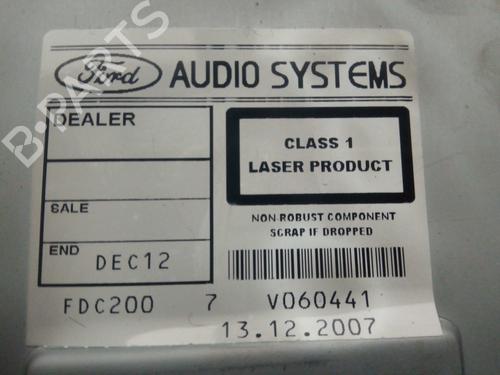 Ford AUDIO SYSTEMS
DEALER
SALE
END DEC12
CLASS 1
LASER PRODUCT
NON-ROBUST COMPONENT
SCRAP IF DROPPED
FDC200 7 V060441
13.12.2007
B-PARTS